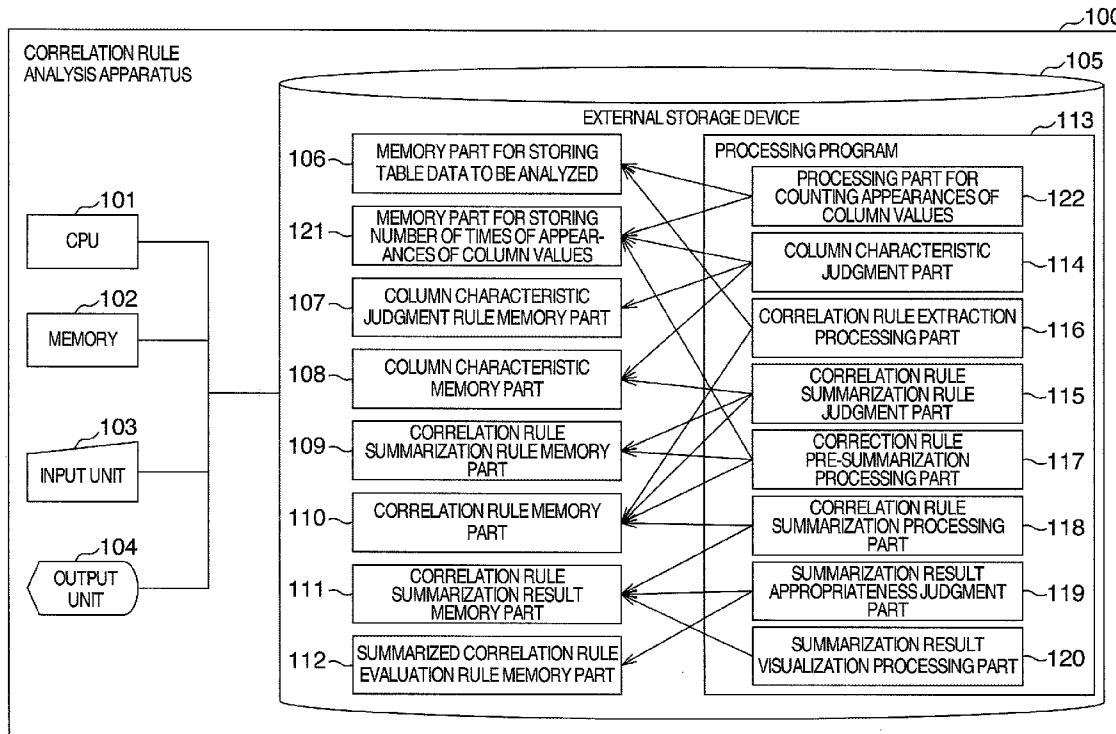 100
CORRELATION RULE
ANALYSIS APPARATUS
105
EXTERNAL STORAGE DEVICE
101
CPU
102
MEMORY
103
INPUT UNIT
104
OUTPUT
UNIT
106
MEMORY PART FOR STORING
TABLE DATA TO BE ANALYZED
121
MEMORY PART FOR STORING
NUMBER OF TIMES OF APPEAR-
ANCES OF COLUMN VALUES
107
COLUMN CHARACTERISTIC
JUDGMENT RULE MEMORY PART
108
COLUMN CHARACTERISTIC
MEMORY PART
109
CORRELATION RULE
SUMMARIZATION RULE MEMORY
PART
110
CORRELATION RULE MEMORY
PART
111
CORRELATION RULE
SUMMARIZATION RESULT
MEMORY PART
112
SUMMARIZED CORRELATION RULE
EVALUATION RULE MEMORY PART
113
PROCESSING PROGRAM
PROCESSING PART FOR
COUNTING APPEARANCES OF
COLUMN VALUES
122
COLUMN CHARACTERISTIC
JUDGMENT PART
114
CORRELATION RULE EXTRACTION
PROCESSING PART
116
CORRELATION RULE
SUMMARIZATION RULE
JUDGMENT PART
115
CORRECTION RULE
PRE-SUMMARIZATION
PROCESSING PART
117
CORRELATION RULE
SUMMARIZATION PROCESSING
PART
118
SUMMARIZATION RESULT
APPROPRIATENESS JUDGMENT
PART
119
SUMMARIZATION RESULT
VISUALIZATION PROCESSING PART
120